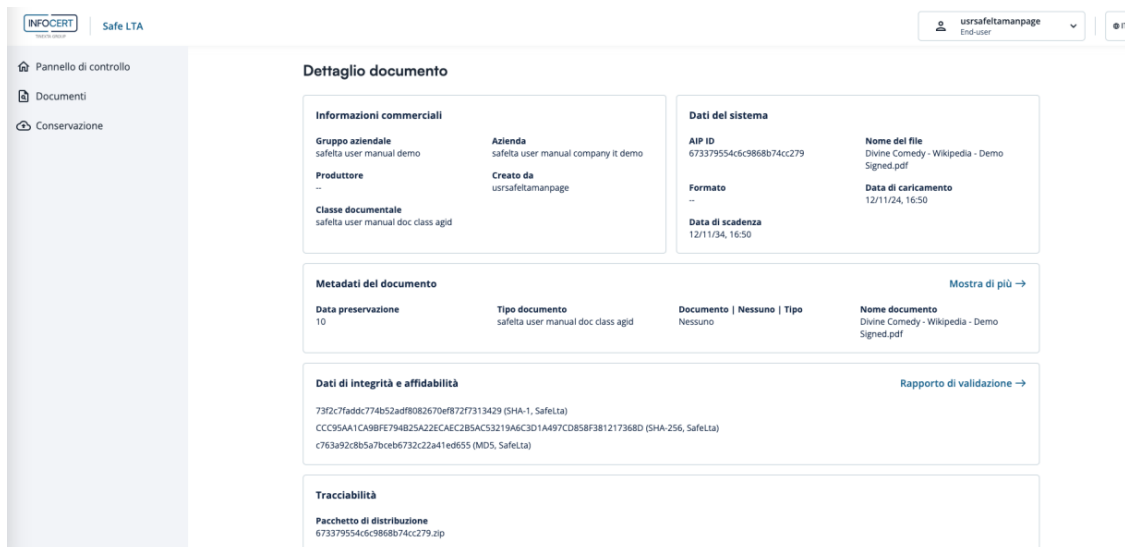 INFOCERT
TINEXTA GROUP
Safe LTA
usrsafeltamanpage
End-user
IT
Pannello di controllo
Documenti
Conservazione
Dettaglio documento
Informazioni commerciali
Gruppo aziendale
safelta user manual demo
Azienda
safelta user manual company it demo
Produttore
--
Creato da
usrsafeltamanpage
Classe documentale
safelta user manual doc class agid
Dati del sistema
AIP ID
673379554c6c9868b74cc279
Nome del file
Divine Comedy - Wikipedia - Demo
Signed.pdf
Formato
--
Data di caricamento
12/11/24, 16:50
Data di scadenza
12/11/34, 16:50
Metadati del documento
Mostra di più →
Data preservazione
10
Tipo documento
safelta user manual doc class agid
Documento | Nessuno | Tipo
Nessuno
Nome documento
Divine Comedy - Wikipedia - Demo
Signed.pdf
Dati di integrità e affidabilità
Rapporto di validazione →
73f2c7faddc774b52adf8082670ef872f7313429 (SHA-1, SafeLta)
CCC95AA1CA9BFE794B25A22ECAEC2B5AC53219A6C3D1A497CD858F381217368D (SHA-256, SafeLta)
c763a92c8b5a7bceb6732c22a41ed655 (MD5, SafeLta)
Tracciabilità
Pacchetto di distribuzione
673379554c6c9868b74cc279.zip